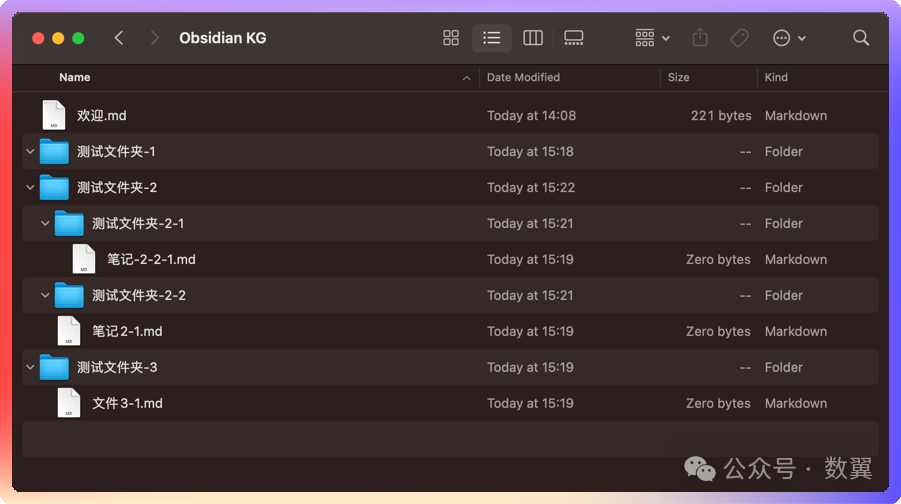 Obsidian KG
Name Date Modified Size Kind
欢迎.md Today at 14:08 221 bytes Markdown
测试文件夹-1 Today at 15:18 -- Folder
测试文件夹-2 Today at 15:22 -- Folder
测试文件夹-2-1 Today at 15:21 -- Folder
笔记-2-2-1.md Today at 15:19 Zero bytes Markdown
测试文件夹-2-2 Today at 15:21 -- Folder
笔记2-1.md Today at 15:19 Zero bytes Markdown
测试文件夹-3 Today at 15:19 -- Folder
文件3-1.md Today at 15:19 Zero bytes Markdown
公众号 · 数翼